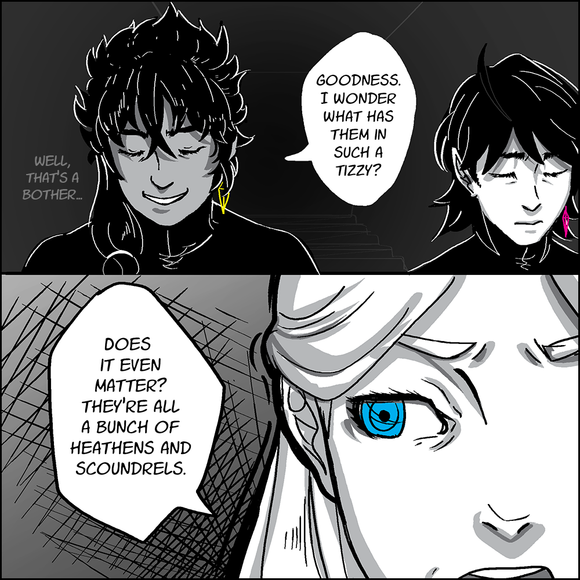 WELL,
THAT'S A
BOTHER...
GOODNESS.
I WONDER
WHAT HAS
THEM IN
SUCH A
TIZZY?
DOES
IT EVEN
MATTER?
THEY'RE ALL
A BUNCH OF
HEATHENS AND
SCOUNDRELS.